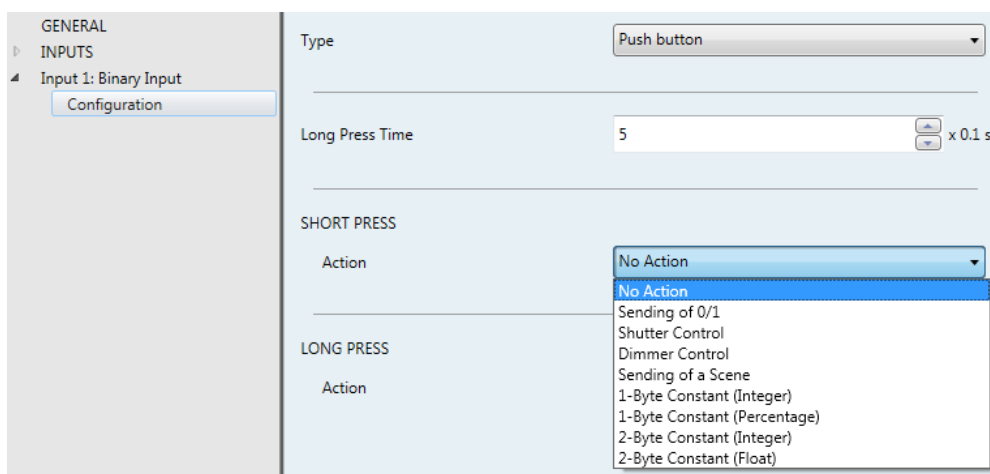 GENERAL
INPUTS
Input 1: Binary Input
Configuration
Type
Push button
Long Press Time
5
x 0.1 s
SHORT PRESS
Action
No Action
No Action
Sending of 0/1
Shutter Control
Dimmer Control
Sending of a Scene
1-Byte Constant (Integer)
1-Byte Constant (Percentage)
2-Byte Constant (Integer)
2-Byte Constant (Float)
LONG PRESS
Action